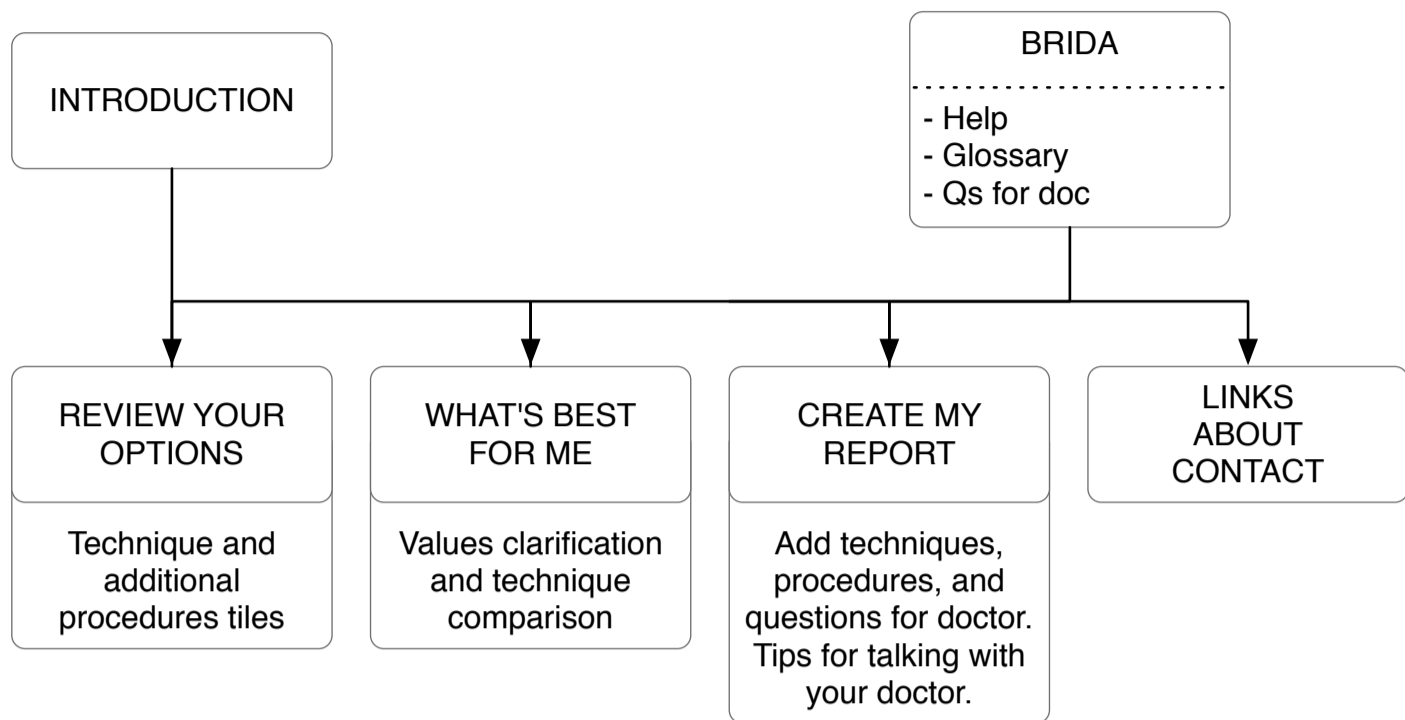 INTRODUCTION
BRIDA
- Help
- Glossary
- Qs for doc
REVIEW YOUR
OPTIONS
Technique and
additional
procedures tiles
WHAT'S BEST
FOR ME
Values clarification
and technique
comparison
CREATE MY
REPORT
Add techniques,
procedures, and
questions for doctor.
Tips for talking with
your doctor.
LINKS
ABOUT
CONTACT